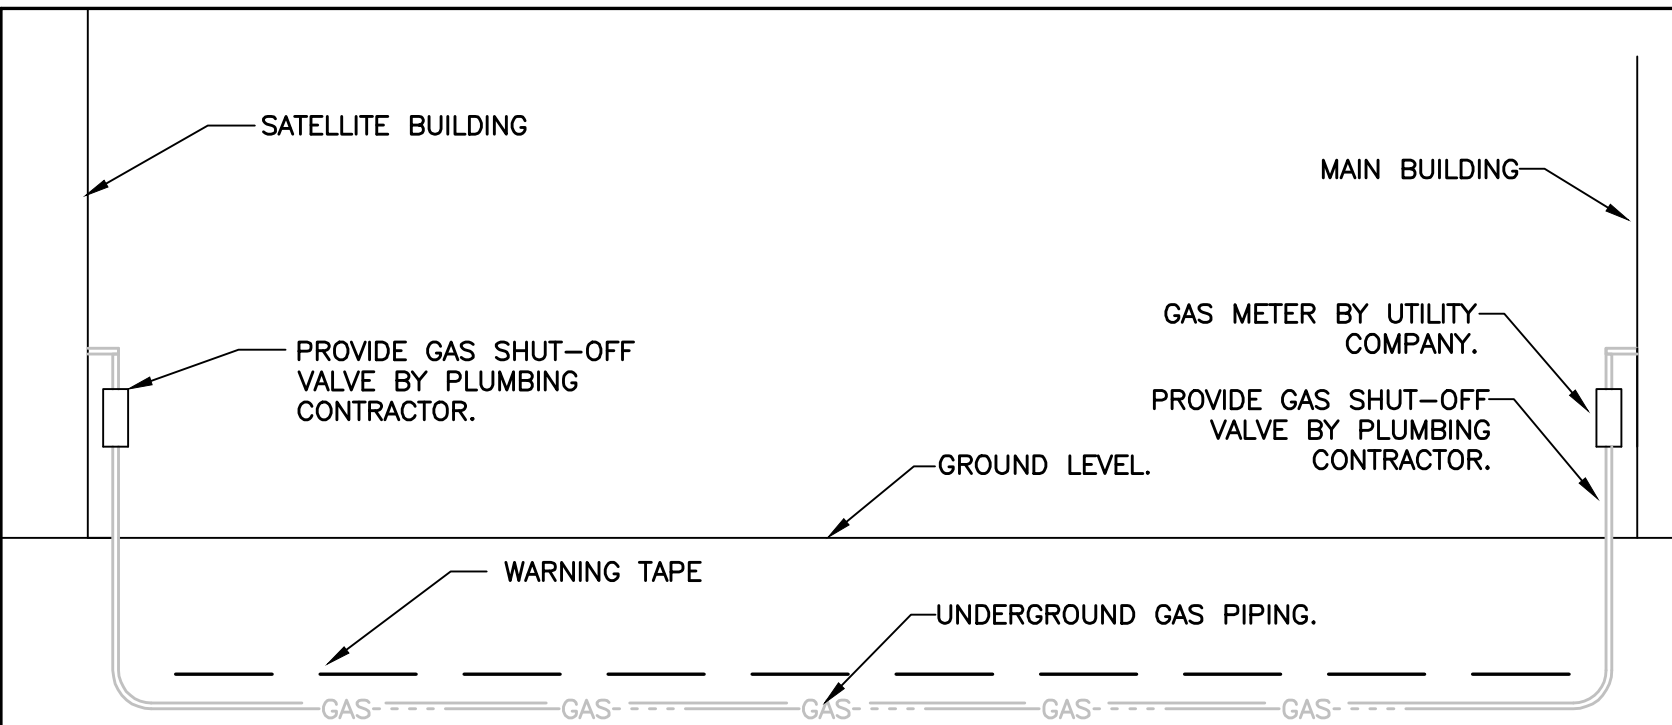 SATELLITE BUILDING
MAIN BUILDING
GAS METER BY UTILITY
COMPANY.
PROVIDE GAS SHUT-OFF
VALVE BY PLUMBING
CONTRACTOR.
PROVIDE GAS SHUT-OFF
VALVE BY PLUMBING
CONTRACTOR.
GROUND LEVEL.
WARNING TAPE
UNDERGROUND GAS PIPING.
GAS GAS GAS GAS GAS